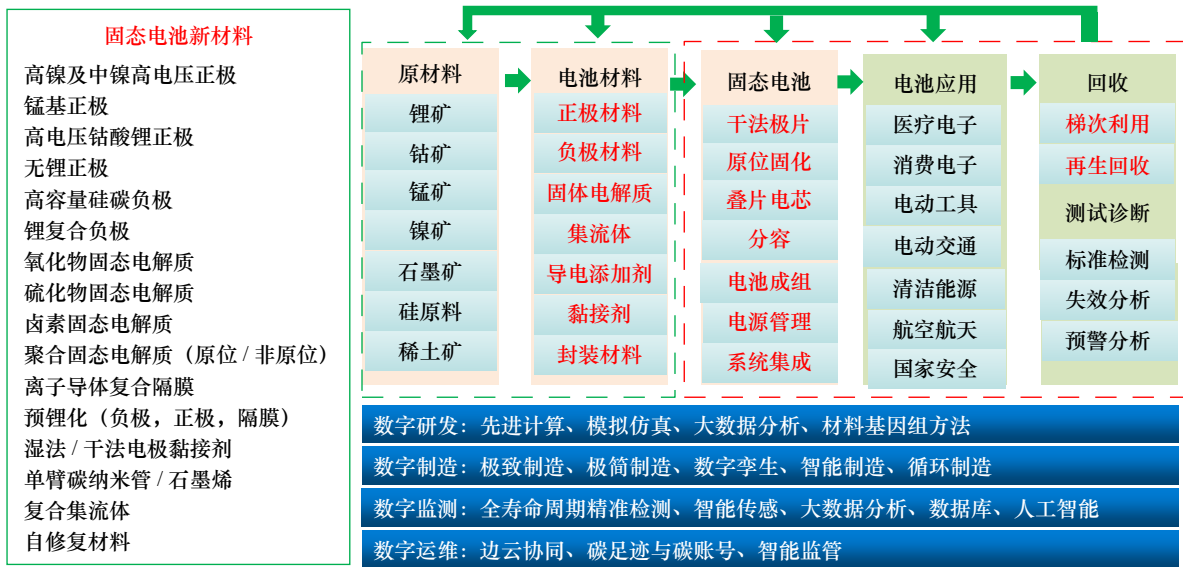 固态电池新材料
高镍及中镍高电压正极
锰基正极
高电压钴酸锂正极
无锂正极
高容量硅碳负极
锂复合负极
氧化物固态电解质
硫化物固态电解质
卤素固态电解质
聚合固态电解质（原位 / 非原位）
离子导体复合隔膜
预锂化（负极，正极，隔膜）
湿法 / 干法电极黏接剂
单臂碳纳米管 / 石墨烯
复合集流体
自修复材料
原材料
锂矿
钴矿
锰矿
镍矿
石墨矿
硅原料
稀土矿
电池材料
正极材料
负极材料
固体电解质
集流体
导电添加剂
黏接剂
封装材料
固态电池
干法极片
原位固化
叠片电芯
分容
电池成组
电源管理
系统集成
电池应用
医疗电子
消费电子
电动工具
电动交通
清洁能源
航空航天
国家安全
回收
梯次利用
再生回收
测试诊断
标准检测
失效分析
预警分析
数字研发：先进计算、模拟仿真、大数据分析、材料基因组方法
数字制造：极致制造、极简制造、数字孪生、智能制造、循环制造
数字监测：全寿命周期精准检测、智能传感、大数据分析、数据库、人工智能
数字运维：边云协同、碳足迹与碳账号、智能监管